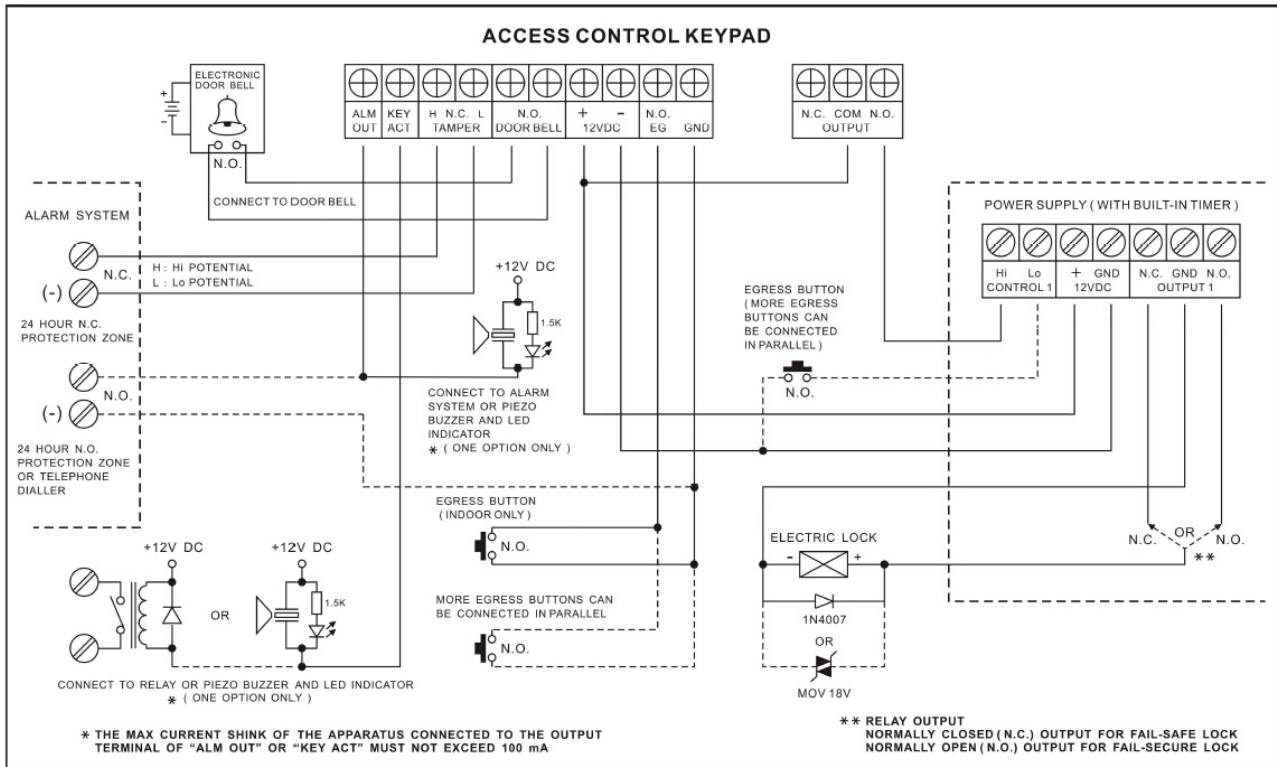 ACCESS CONTROL KEYPAD
ELECTRONIC
DOOR BELL
+
−
N.O.
CONNECT TO DOOR BELL
ALM
OUT
KEY
ACT
H N.C. L
TAMPER
N.O.
DOOR BELL
+ −
12VDC
N.O.
EG
GND
N.C. COM N.O.
OUTPUT
ALARM SYSTEM
N.C.
(-)
H : Hi POTENTIAL
L : Lo POTENTIAL
24 HOUR N.C.
PROTECTION ZONE
N.O.
(-)
24 HOUR N.O.
PROTECTION ZONE
OR TELEPHONE
DIALLER
+12V DC
1.5K
CONNECT TO ALARM
SYSTEM OR PIEZO
BUZZER AND LED
INDICATOR
* ( ONE OPTION ONLY )
EGRESS BUTTON
(MORE EGRESS
BUTTONS CAN
BE CONNECTED
IN PARALLEL)
N.O.
POWER SUPPLY ( WITH BUILT-IN TIMER )
Hi Lo
CONTROL 1
+ GND
12VDC
N.C. GND N.O.
OUTPUT 1
EGRESS BUTTON
( INDOOR ONLY)
N.O.
MORE EGRESS BUTTONS CAN
BE CONNECTED IN PARALLEL
N.O.
ELECTRIC LOCK
- +
1N4007
OR
MOV 18V
N.C. OR N.O.
**
+12V DC
OR
+12V DC
1.5K
CONNECT TO RELAY OR PIEZO BUZZER AND LED INDICATOR
* ( ONE OPTION ONLY )
* THE MAX CURRENT SHINK OF THE APPARATUS CONNECTED TO THE OUTPUT
TERMINAL OF “ALM OUT” OR “KEY ACT” MUST NOT EXCEED 100 mA
** RELAY OUTPUT
NORMALLY CLOSED ( N.C. ) OUTPUT FOR FAIL-SAFE LOCK
NORMALLY OPEN ( N.O. ) OUTPUT FOR FAIL-SECURE LOCK